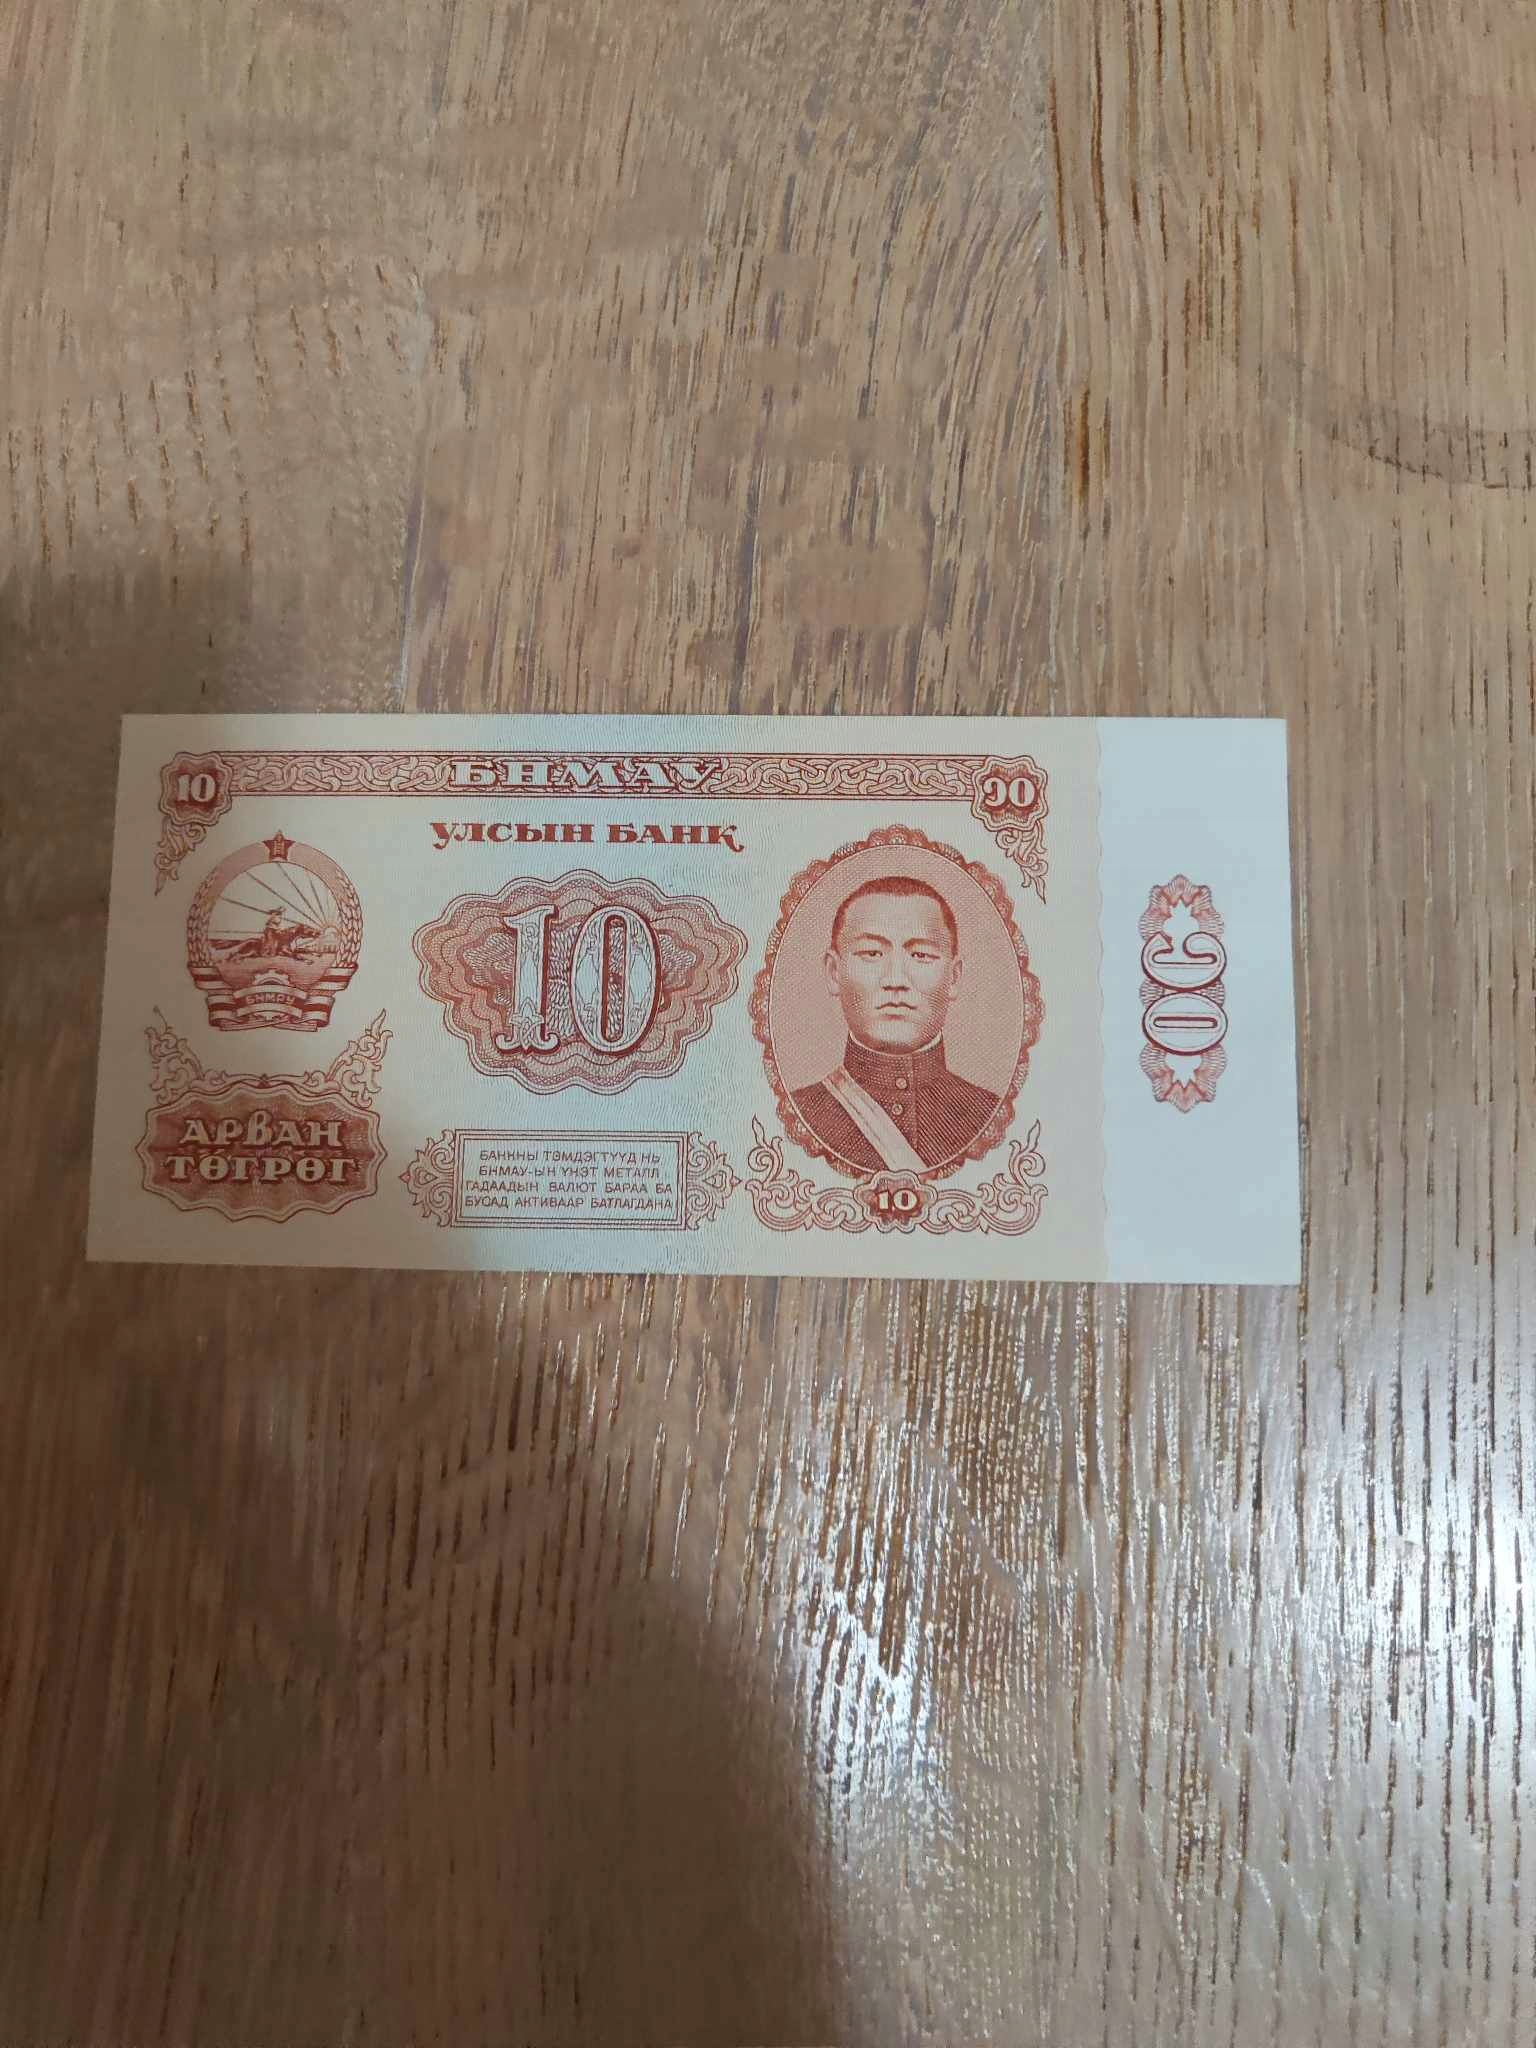 10 БНМАУ 10
УЛСЫН БАНК
10
10
БНМАУ
АРВАН
ТӨГРӨГ
БАНКНЫ ТЭМДЭГТҮҮД НЬ
БНМАУ-ЫН ҮНЭТ МЕТАЛЛ
ГАДААДЫН ВАЛЮТ БАРАА БА
БУСАД АКТИВААР БАТЛАГДАНА
10